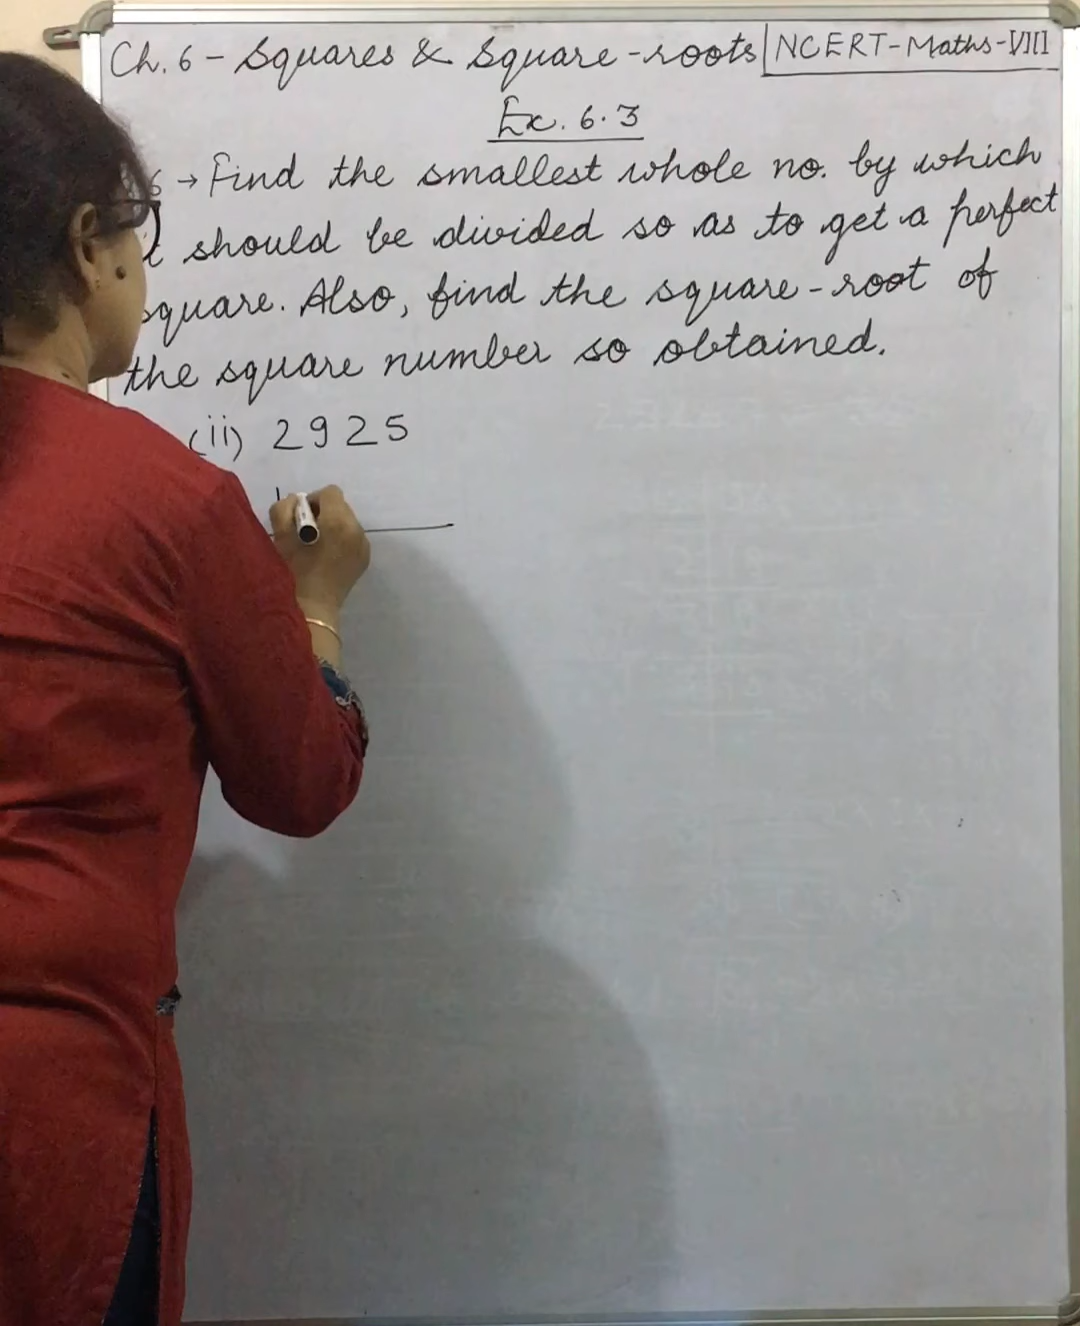 Ch. 6 - Squares & Square-roots | NCERT-Maths-VIII
Ex. 6.3
6 → Find the smallest whole no. by which
should be divided so as to get a perfect
square. Also, find the square-root of
the square number so obtained.
(ii) 2925